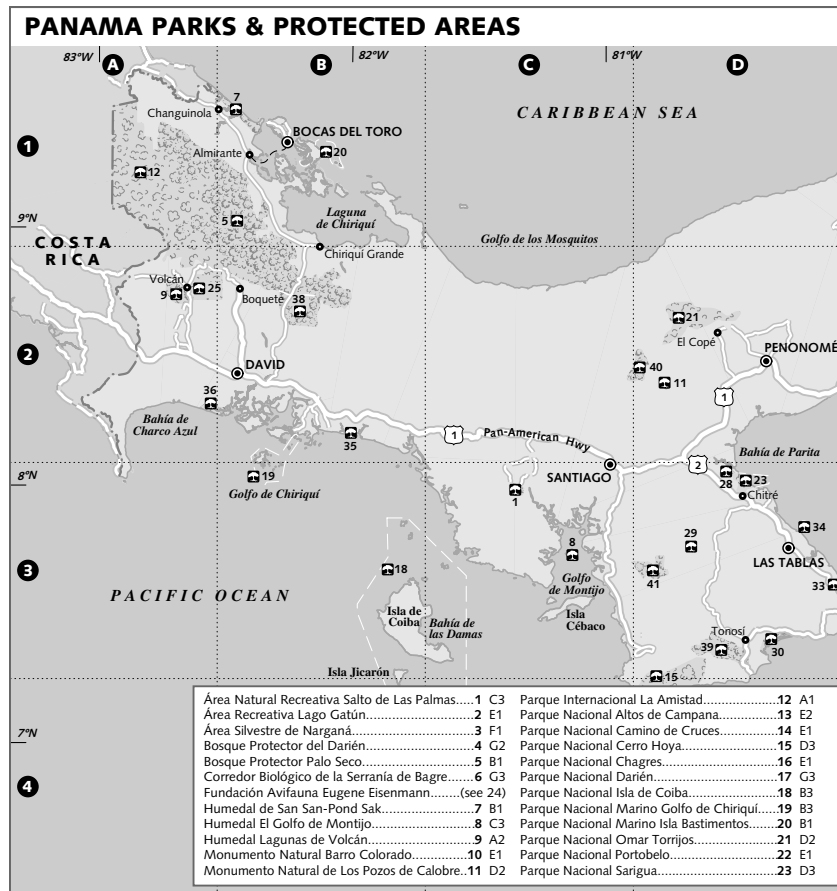 PANAMA PARKS & PROTECTED AREAS
83°W
82°W
81°W
A
B
C
D
7
Changuinola
CARIBBEAN SEA
BOCAS DEL TORO
1
Almirante
20
12
Laguna
de Chiriquí
5
9°N
COSTA
RICA
Golfo de los Mosquitos
Chiriquí Grande
Volcán
9
25
Boquete
38
21
El Copé
PENONOMÉ
2
40
11
DAVID
1
36
Bahía de
Charco Azul
35
1
Pan-American Hwy
Bahía de Parita
8°N
SANTIAGO
2
28
23
Chitré
19
Golfo de Chiriquí
1
34
29
8
LAS TABLAS
3
18
41
33
PACIFIC OCEAN
Golfo
de Montijo
Isla de
Coiba
Bahía de
las Damas
Isla
Cébaco
Tonosí
39
30
Isla Jicarón
15
7°N
4
Área Natural Recreativa Salto de Las Palmas.....1 C3
Área Recreativa Lago Gatún.....2 E1
Área Silvestre de Narganá.....3 F1
Bosque Protector del Darién.....4 G2
Bosque Protector Palo Seco.....5 B1
Corredor Biológico de la Serranía de Bagre.....6 G3
Fundación Avifauna Eugene Eisenmann.....(see 24)
Humedal de San San-Pond Sak.....7 B1
Humedal El Golfo de Montijo.....8 C3
Humedal Lagunas de Volcán.....9 A2
Monumento Natural Barro Colorado.....10 E1
Monumento Natural de Los Pozos de Calobre..11 D2
Parque Internacional La Amistad.....12 A1
Parque Nacional Altos de Campana.....13 E2
Parque Nacional Camino de Cruces.....14 E1
Parque Nacional Cerro Hoya.....15 D3
Parque Nacional Chagres.....16 E1
Parque Nacional Darién.....17 G3
Parque Nacional Isla de Coiba.....18 B3
Parque Nacional Marino Golfo de Chiriquí..19 B3
Parque Nacional Marino Isla Bastimentos..20 B1
Parque Nacional Omar Torrijos.....21 D2
Parque Nacional Portobelo.....22 E1
Parque Nacional Sarigua.....23 D3